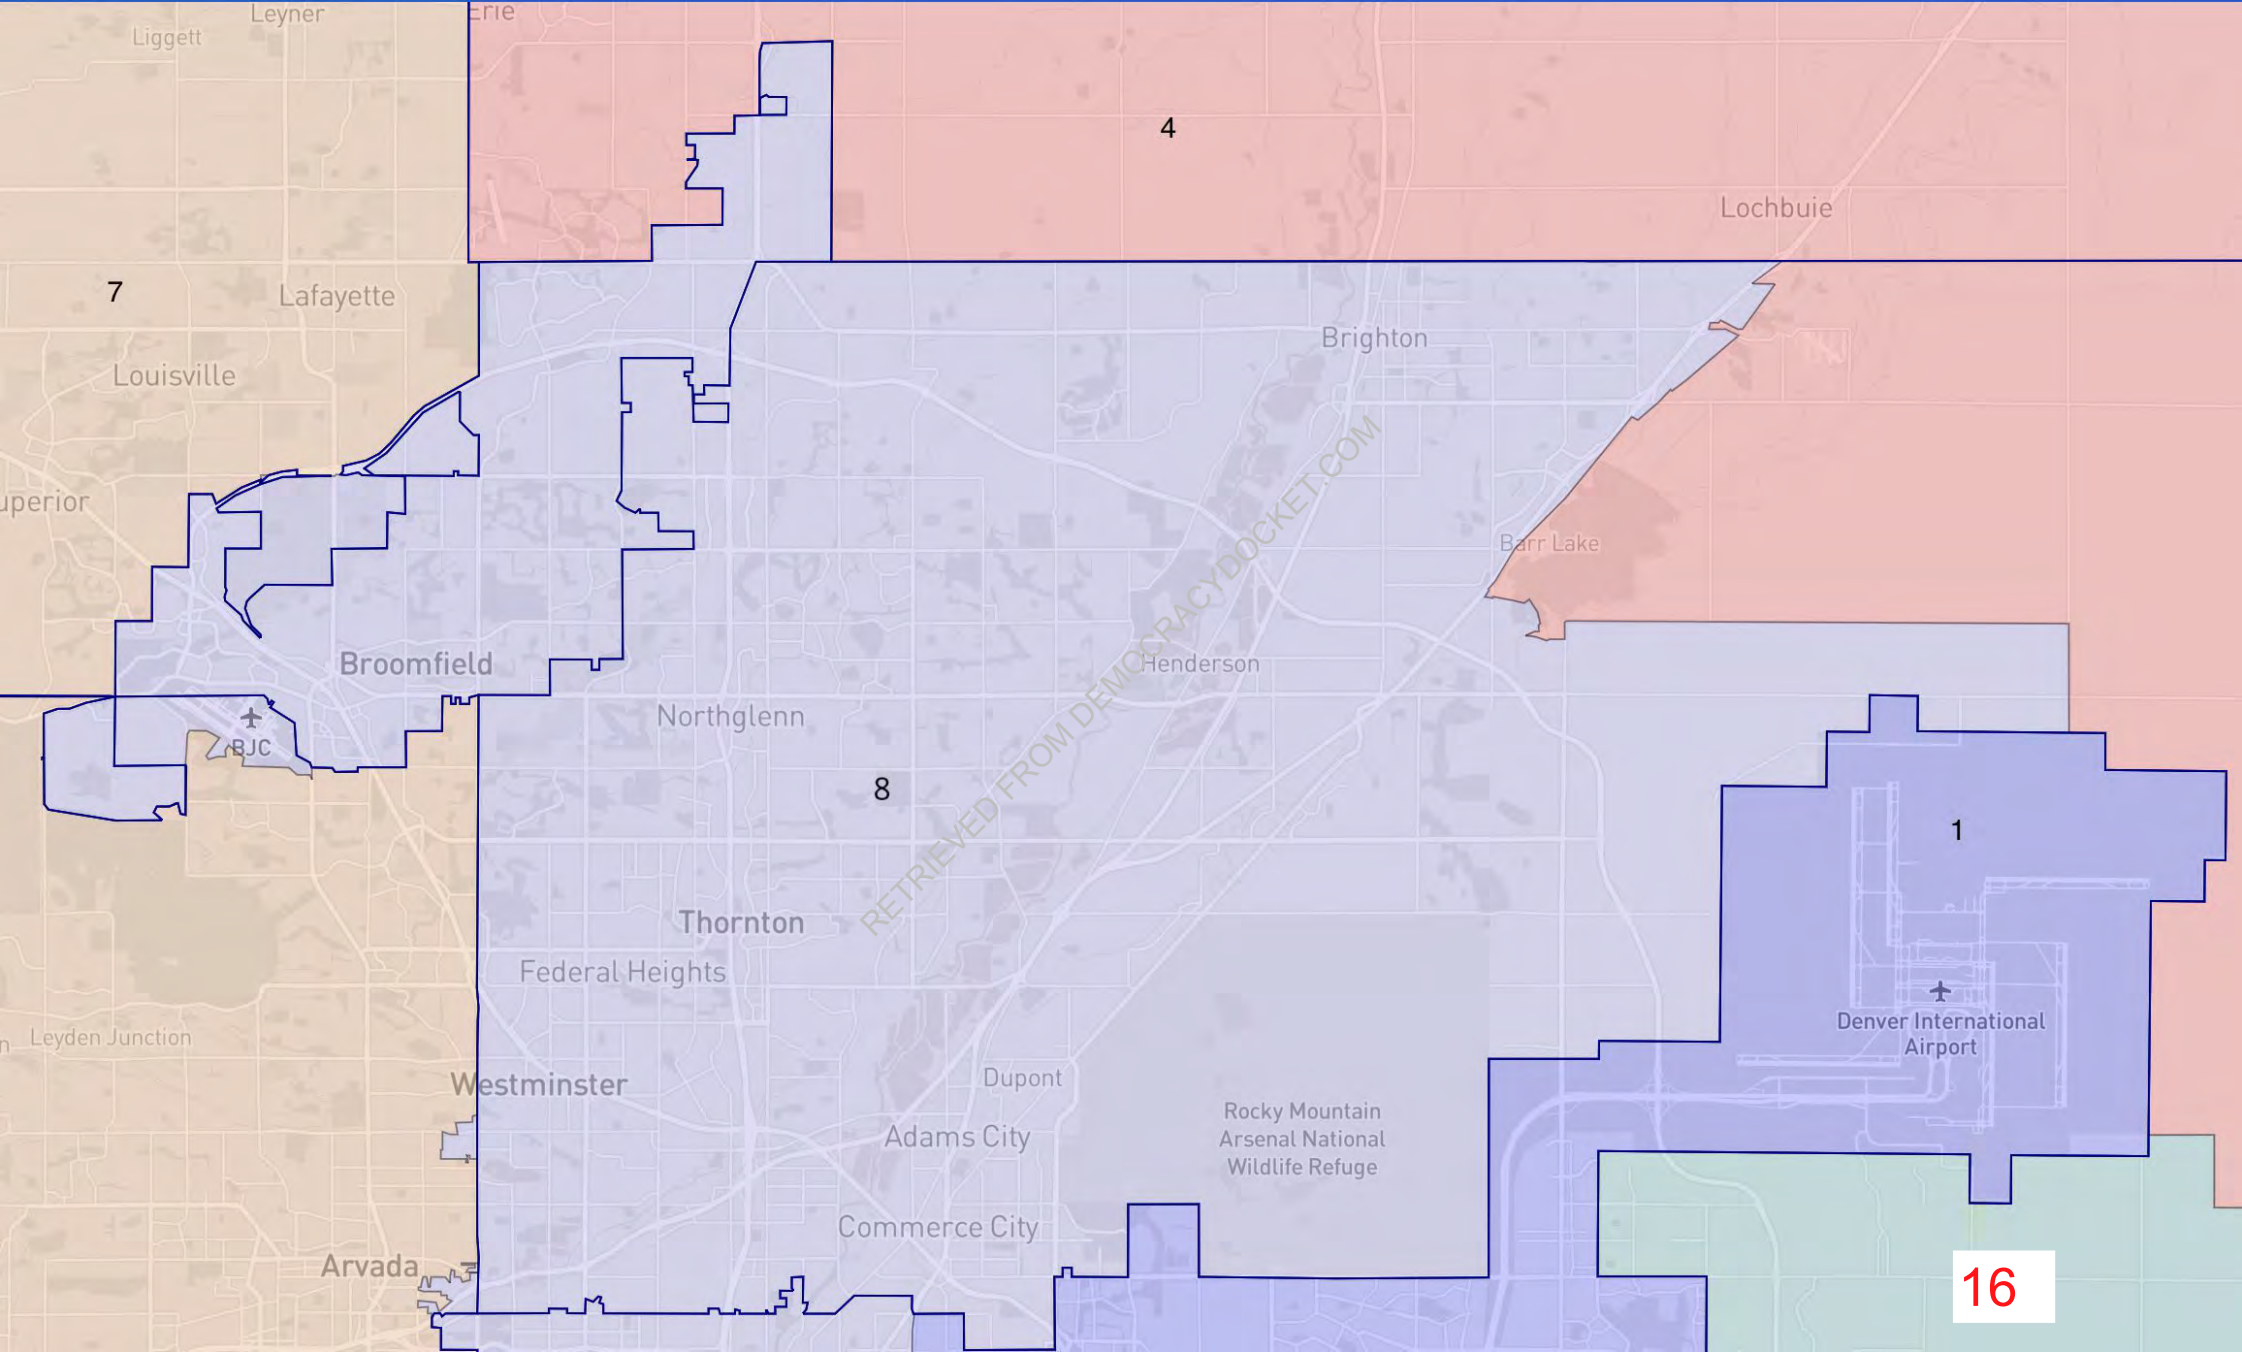 Leyner
Erie
Liggett
4
Lochbuie
7
Lafayette
Brighton
Louisville
uperior
Barr Lake
Broomfield
Henderson
Northglenn
BJC
8
1
RETRIEVED FROM DEMOCRACYDOCKET.COM
Thornton
Federal Heights
Denver International
Airport
n
Leyden Junction
Westminster
Dupont
Rocky Mountain
Arsenal National
Wildlife Refuge
Adams City
Commerce City
Arvada
16